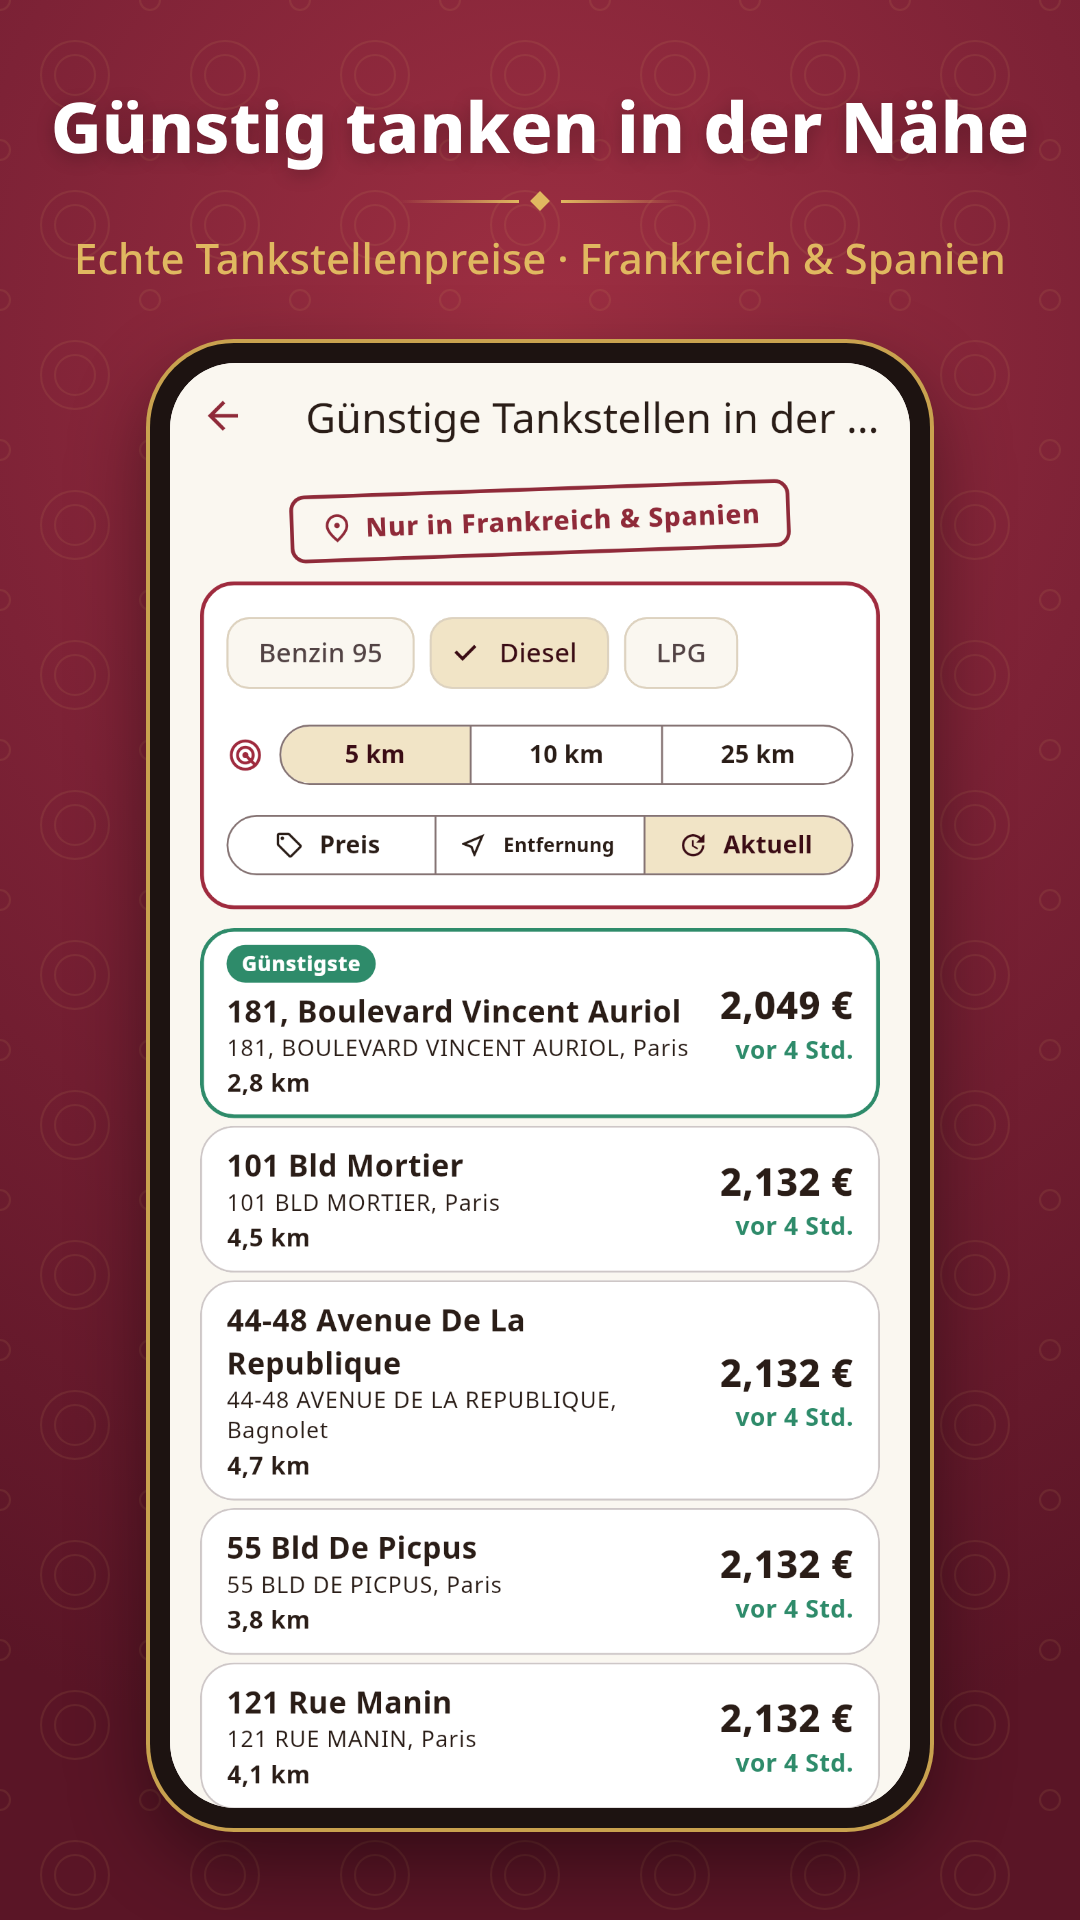 Günstig tanken in der Nähe
Echte Tankstellenpreise · Frankreich & Spanien
Günstige Tankstellen in der ...
Nur in Frankreich & Spanien
Benzin 95
Diesel
LPG
5 km
10 km
25 km
Preis
Entfernung
Aktuell
Günstigste
181, Boulevard Vincent Auriol
181, BOULEVARD VINCENT AURIOL, Paris
2,8 km
2,049 €
vor 4 Std.
101 Bld Mortier
101 BLD MORTIER, Paris
4,5 km
2,132 €
vor 4 Std.
44-48 Avenue De La
Republique
44-48 AVENUE DE LA REPUBLIQUE,
Bagnolet
4,7 km
2,132 €
vor 4 Std.
55 Bld De Picpus
55 BLD DE PICPUS, Paris
3,8 km
2,132 €
vor 4 Std.
121 Rue Manin
121 RUE MANIN, Paris
4,1 km
2,132 €
vor 4 Std.